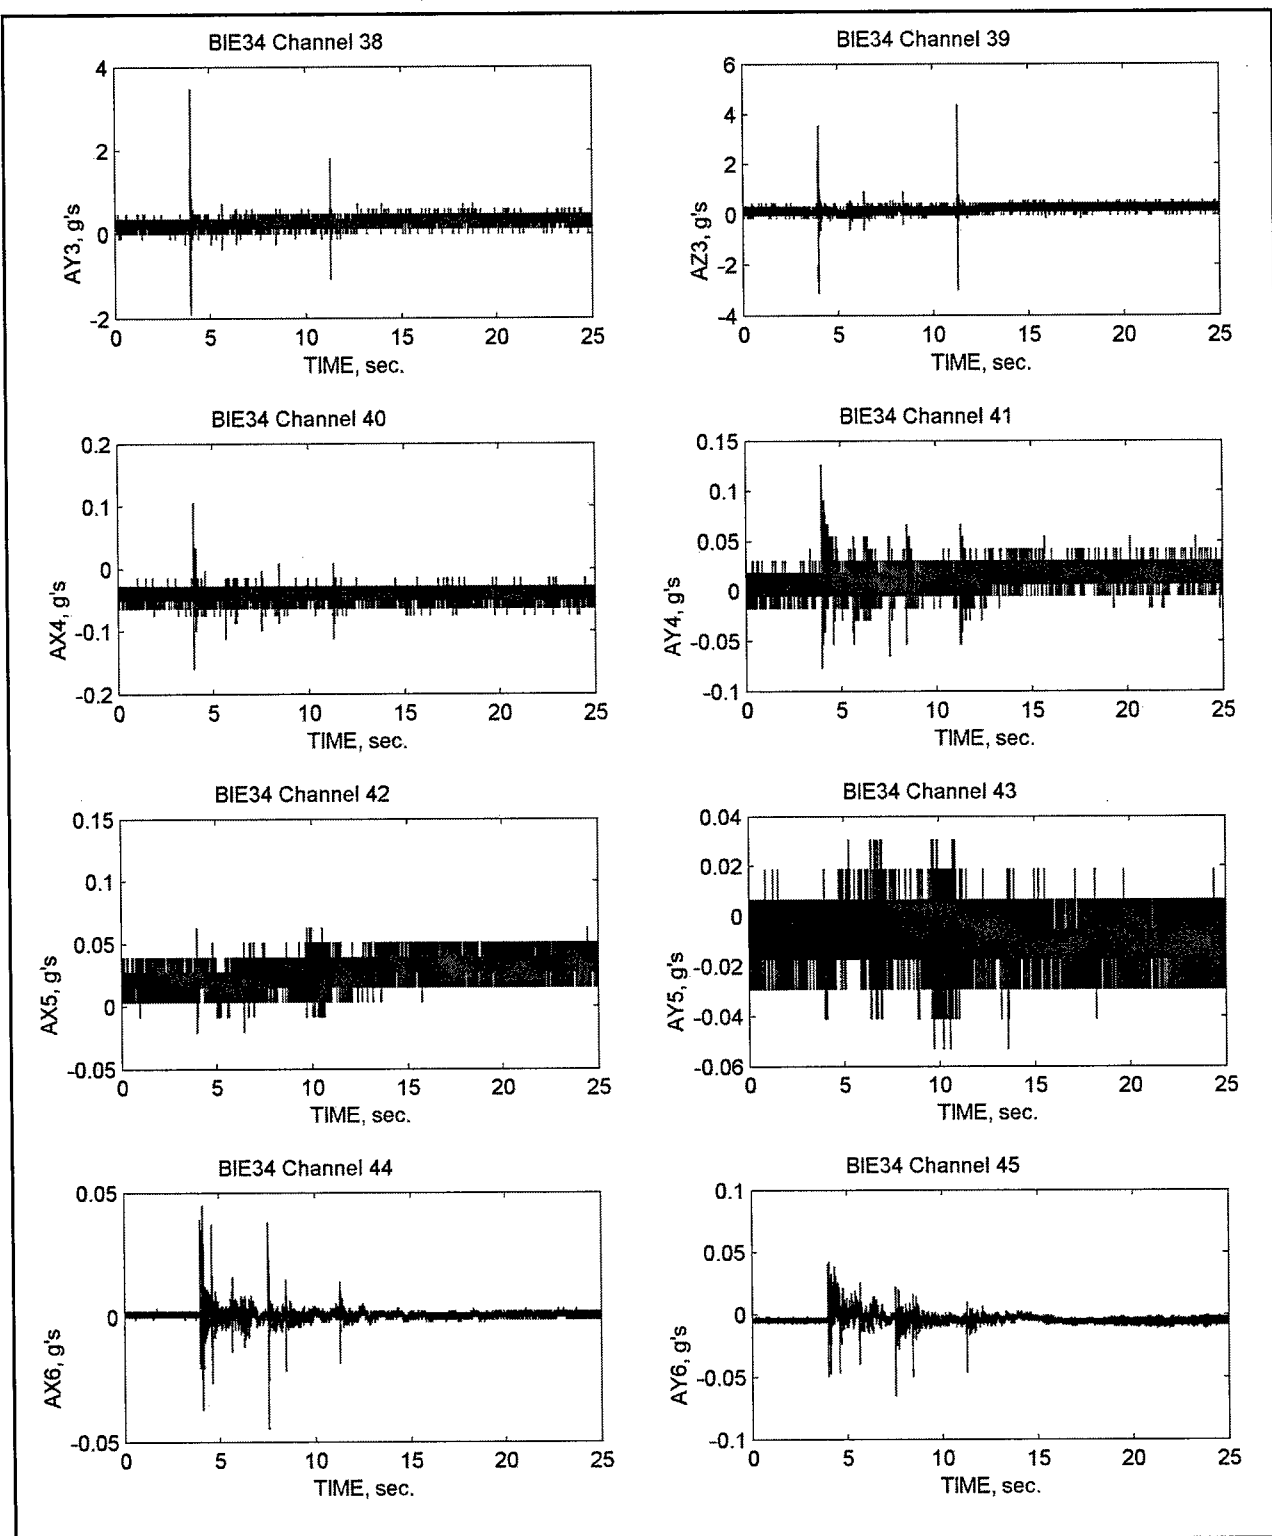 BIE34 Channel 38
4
2
0
-2
AY3, g's
0 5 10 15 20 25
TIME, sec.
BIE34 Channel 39
6
4
2
0
-2
-4
AZ3, g's
0 5 10 15 20 25
TIME, sec.
BIE34 Channel 40
0.2
0.1
0
-0.1
-0.2
AX4, g's
0 5 10 15 20 25
TIME, sec.
BIE34 Channel 41
0.15
0.1
0.05
0
-0.05
-0.1
AY4, g's
0 5 10 15 20 25
TIME, sec.
BIE34 Channel 42
0.15
0.1
0.05
0
-0.05
AX5, g's
0 5 10 15 20 25
TIME, sec.
BIE34 Channel 43
0.04
0.02
0
-0.02
-0.04
-0.06
AY5, g's
0 5 10 15 20 25
TIME, sec.
BIE34 Channel 44
0.05
0
-0.05
AX6, g's
0 5 10 15 20 25
TIME, sec.
BIE34 Channel 45
0.1
0.05
0
-0.05
-0.1
AY6, g's
0 5 10 15 20 25
TIME, sec.